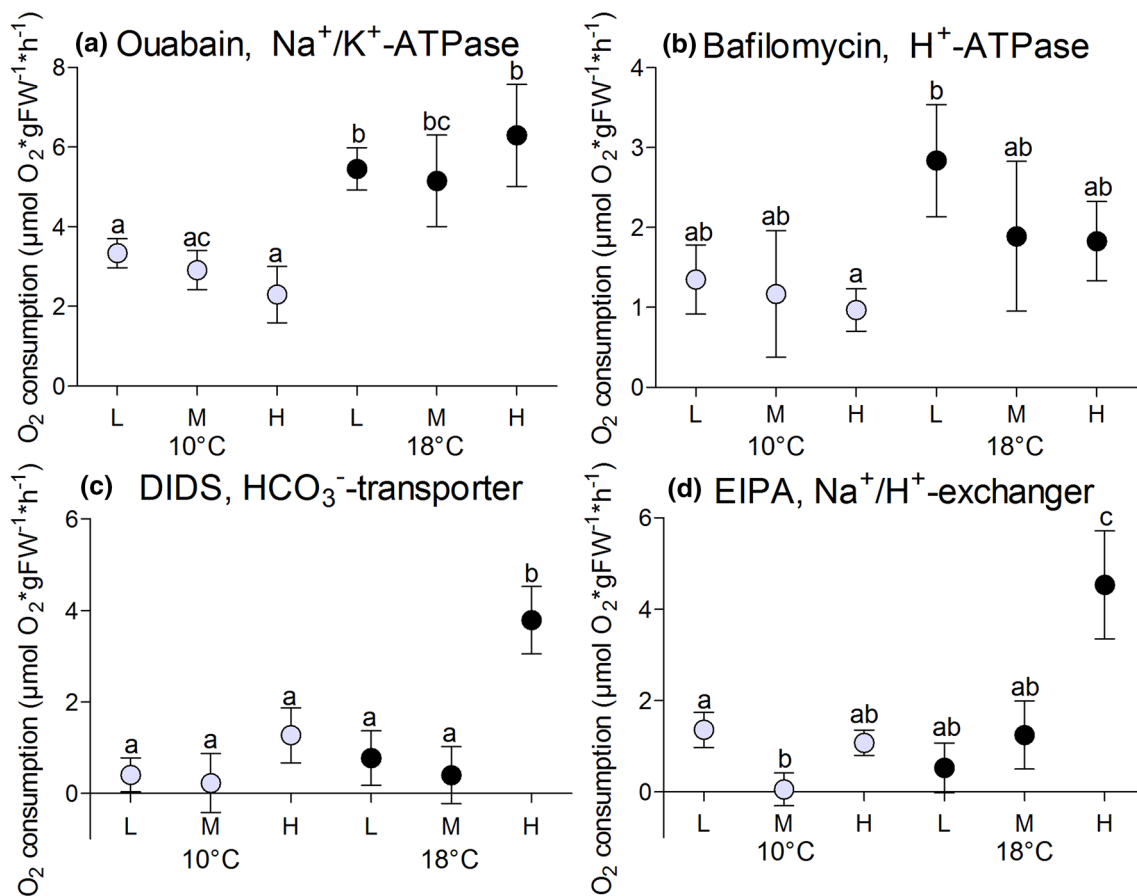 (a) Ouabain, Na⁺/K⁺-ATPase
O₂ consumption (µmol O₂*gFW⁻¹*h⁻¹)
8
6
4
2
0
a
ac
a
b
bc
b
L M H L M H
10°C 18°C
(b) Bafilomycin, H⁺-ATPase
O₂ consumption (µmol O₂*gFW⁻¹*h⁻¹)
4
3
2
1
0
ab
ab
a
b
ab
ab
L M H L M H
10°C 18°C
(c) DIDS, HCO₃⁻-transporter
O₂ consumption (µmol O₂*gFW⁻¹*h⁻¹)
6
4
2
0
a
a
a
a
a
b
L M H L M H
10°C 18°C
(d) EIPA, Na⁺/H⁺-exchanger
O₂ consumption (µmol O₂*gFW⁻¹*h⁻¹)
6
4
2
0
a
b
ab
ab
ab
c
L M H L M H
10°C 18°C